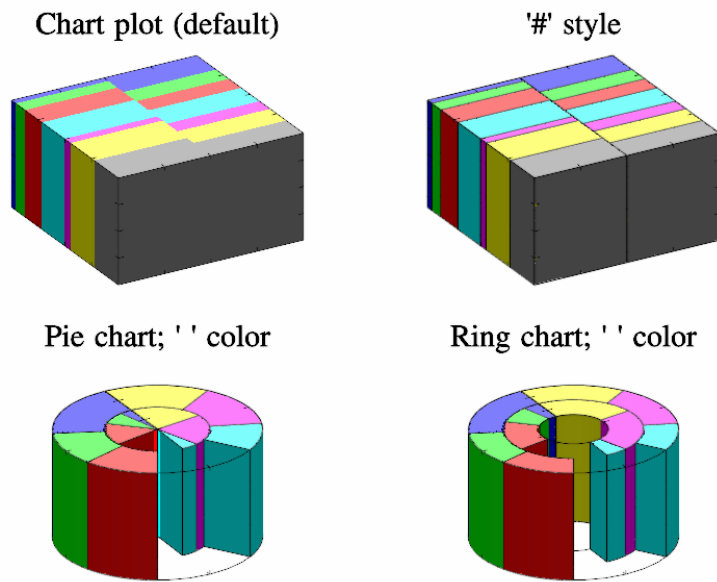 Chart plot (default)
'#' style
Pie chart; ' ' color
Ring chart; ' ' color